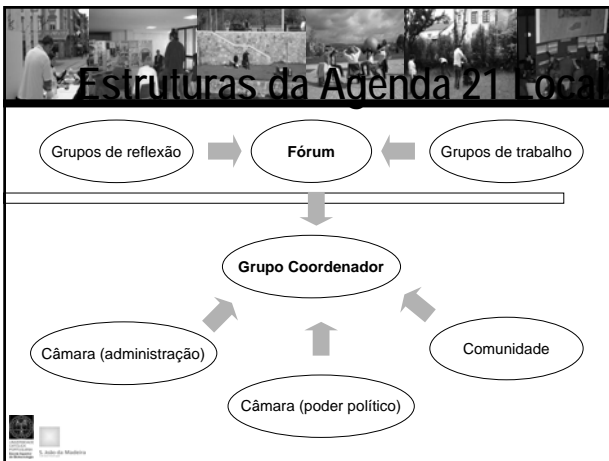 Estruturas da Agenda 21 Local
Grupos de reflexão
Fórum
Grupos de trabalho
Grupo Coordenador
Câmara (administração)
Comunidade
Câmara (poder político)
S. João da Madeira